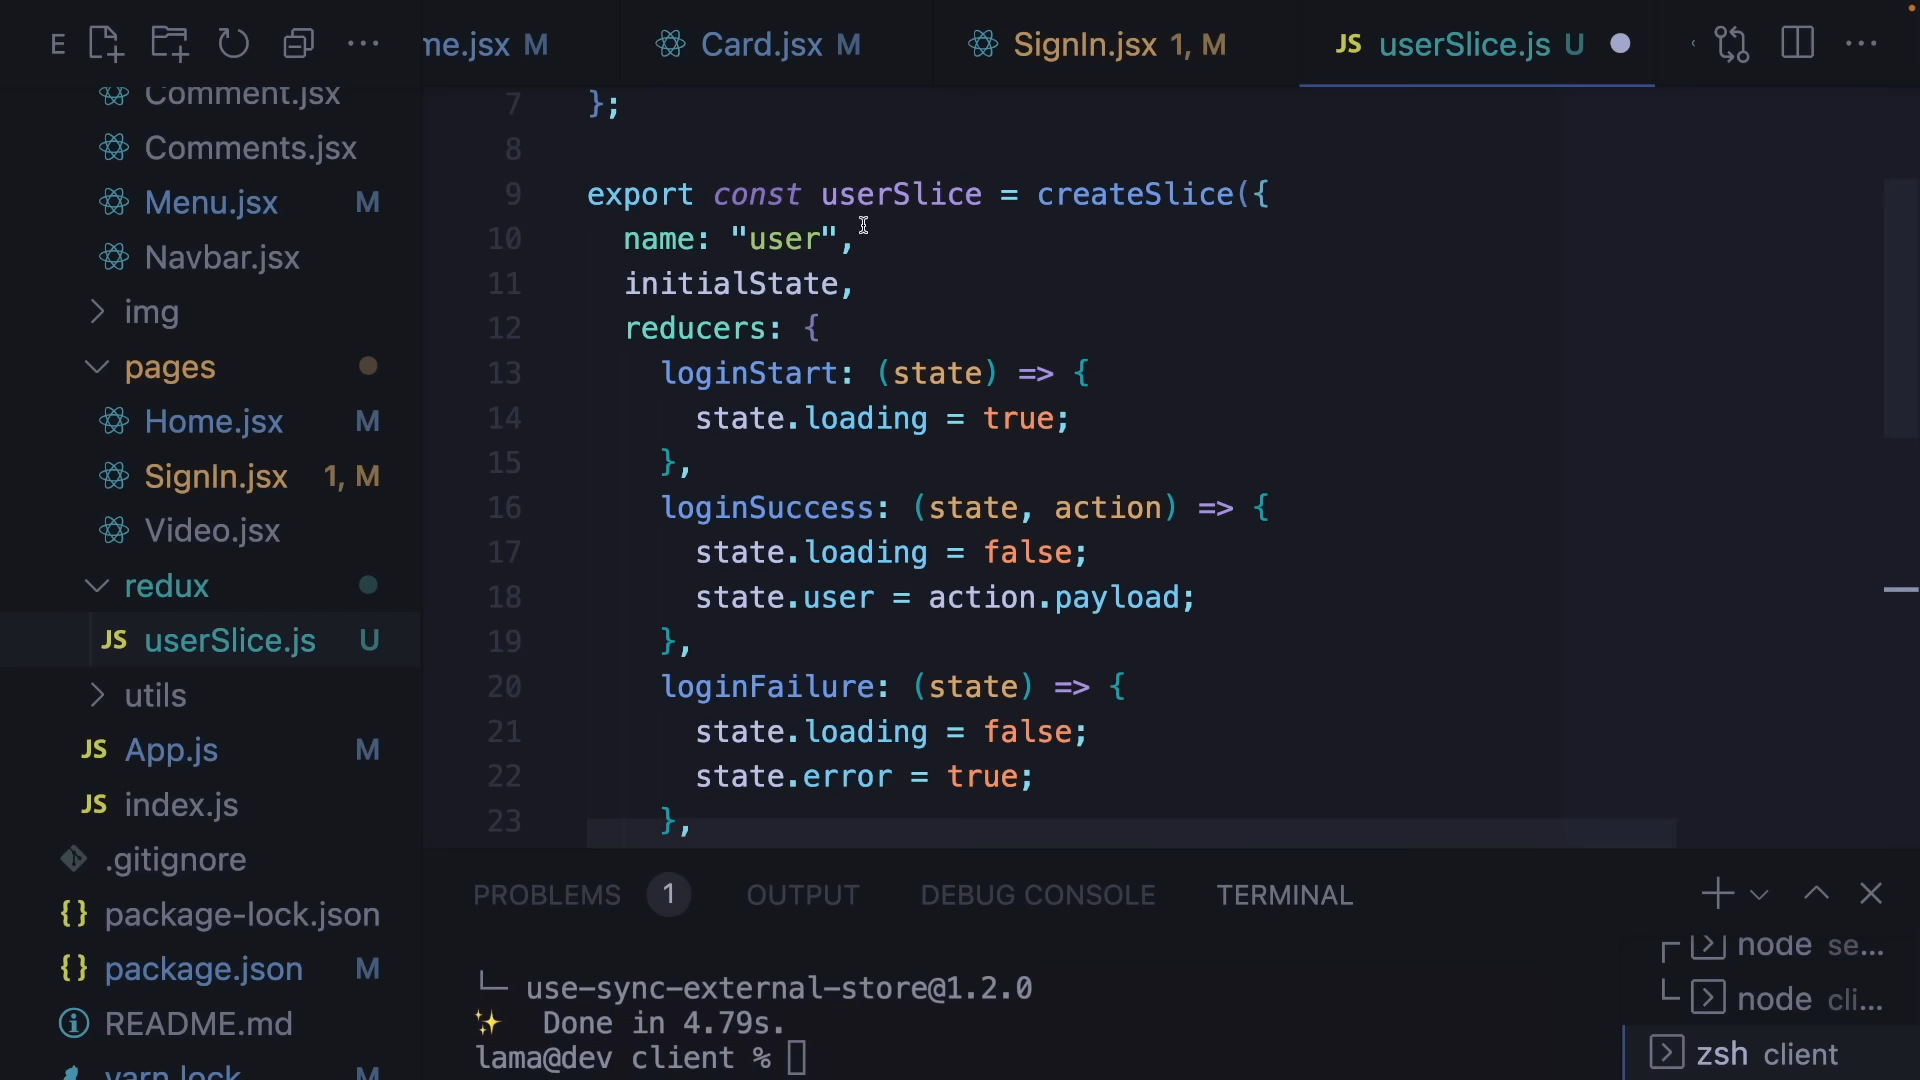 E
me.jsx M
Card.jsx M
SignIn.jsx 1, M
JS userSlice.js U
Comment.jsx
Comments.jsx
Menu.jsx M
Navbar.jsx
img
pages
Home.jsx M
SignIn.jsx 1, M
Video.jsx
redux
JS userSlice.js U
utils
JS App.js M
JS index.js
.gitignore
{} package-lock.json
{} package.json M
README.md
yarn.lock M
7 };
8
9 export const userSlice = createSlice({
10 name: "user",
11 initialState,
12 reducers: {
13 loginStart: (state) => {
14 state.loading = true;
15 },
16 loginSuccess: (state, action) => {
17 state.loading = false;
18 state.user = action.payload;
19 },
20 loginFailure: (state) => {
21 state.loading = false;
22 state.error = true;
23 },
PROBLEMS 1 OUTPUT DEBUG CONSOLE TERMINAL
└─ use-sync-external-store@1.2.0
✨ Done in 4.79s.
lama@dev client %
node se...
node cli...
zsh client